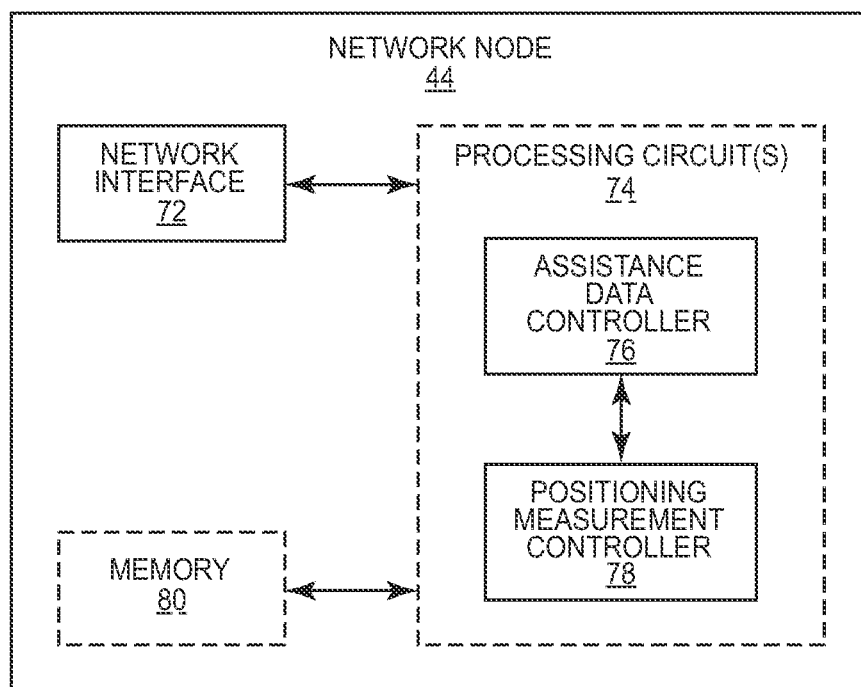 NETWORK NODE
44
NETWORK
INTERFACE
72
PROCESSING CIRCUIT(S)
74
ASSISTANCE
DATA
CONTROLLER
76
POSITIONING
MEASUREMENT
CONTROLLER
78
MEMORY
80